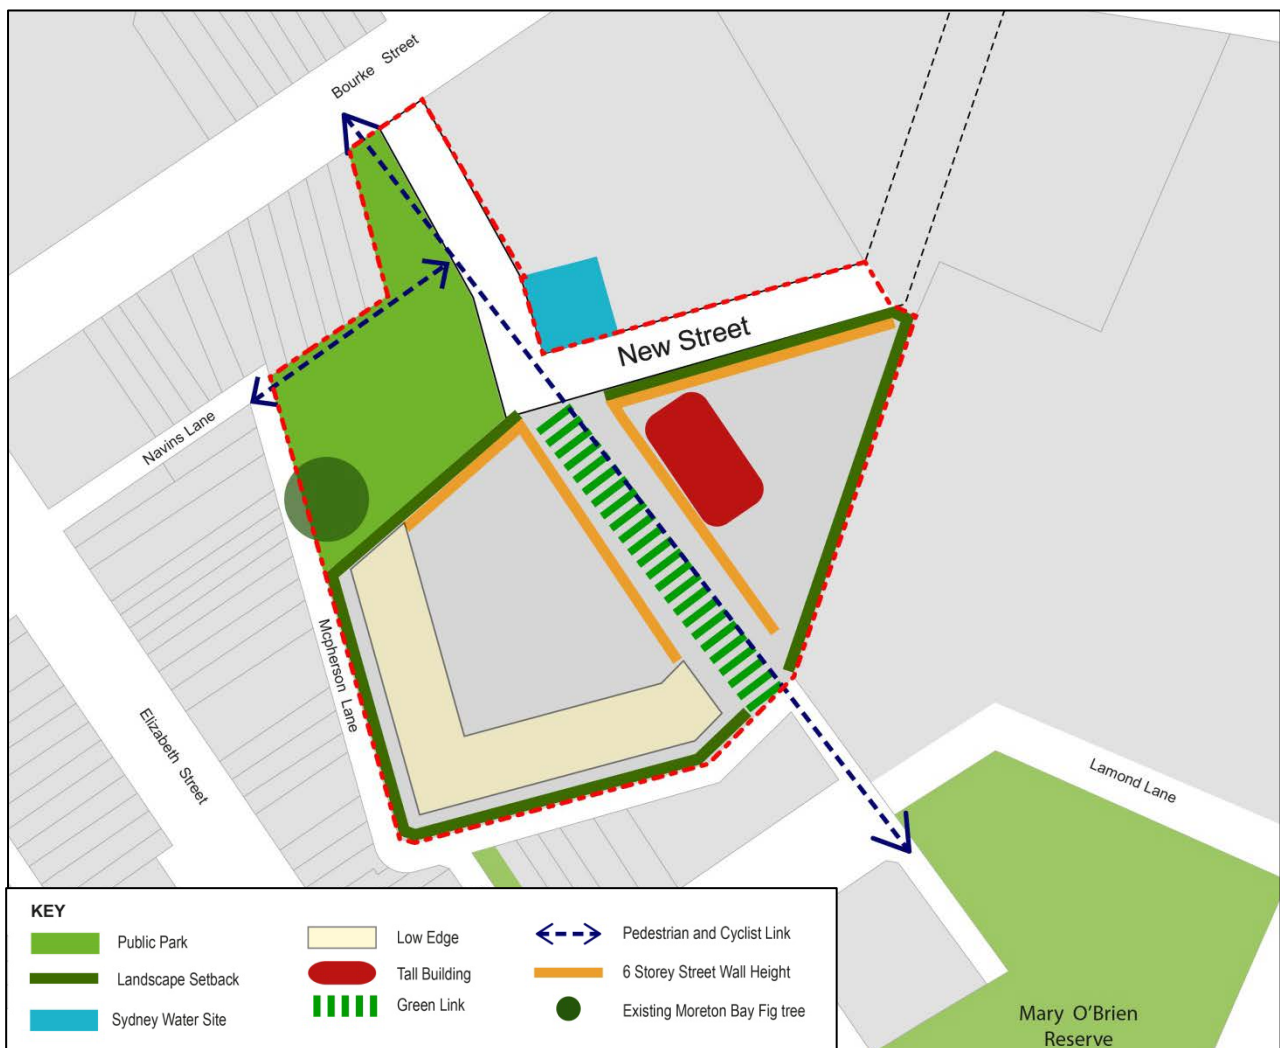 Bourke Street
New Street
Navins Lane
Mcpherson Lane
Elizabeth Street
Lamond Lane
Mary O'Brien
Reserve
KEY
Public Park
Landscape Setback
Sydney Water Site
Low Edge
Tall Building
Green Link
Pedestrian and Cyclist Link
6 Storey Street Wall Height
Existing Moreton Bay Fig tree